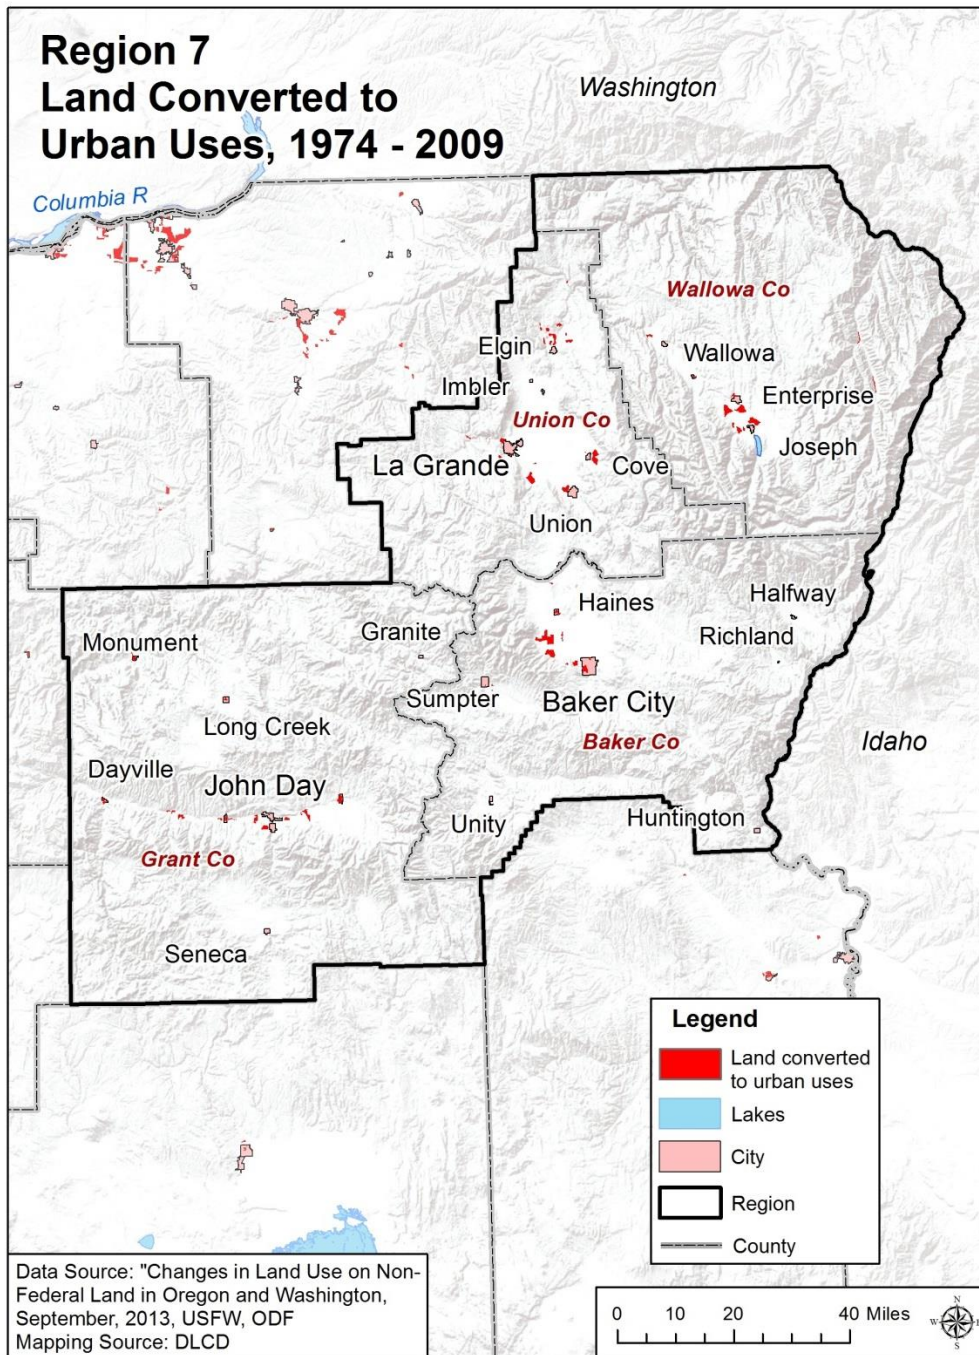 Region 7
Land Converted to
Urban Uses, 1974 - 2009
Washington
Columbia R
Wallowa Co
Elgin
Wallowa
Imbler
Enterprise
Union Co
Joseph
La Grande
Cove
Union
Halfway
Haines
Granite
Richland
Monument
Sumpter
Baker City
Long Creek
Baker Co
Idaho
Dayville
John Day
Unity
Huntington
Grant Co
Seneca
Legend
Land converted
to urban uses
Lakes
City
Region
County
Data Source: "Changes in Land Use on Non-
Federal Land in Oregon and Washington,
September, 2013, USFW, ODF
Mapping Source: DLCD
0 10 20 40 Miles
N
W E
S